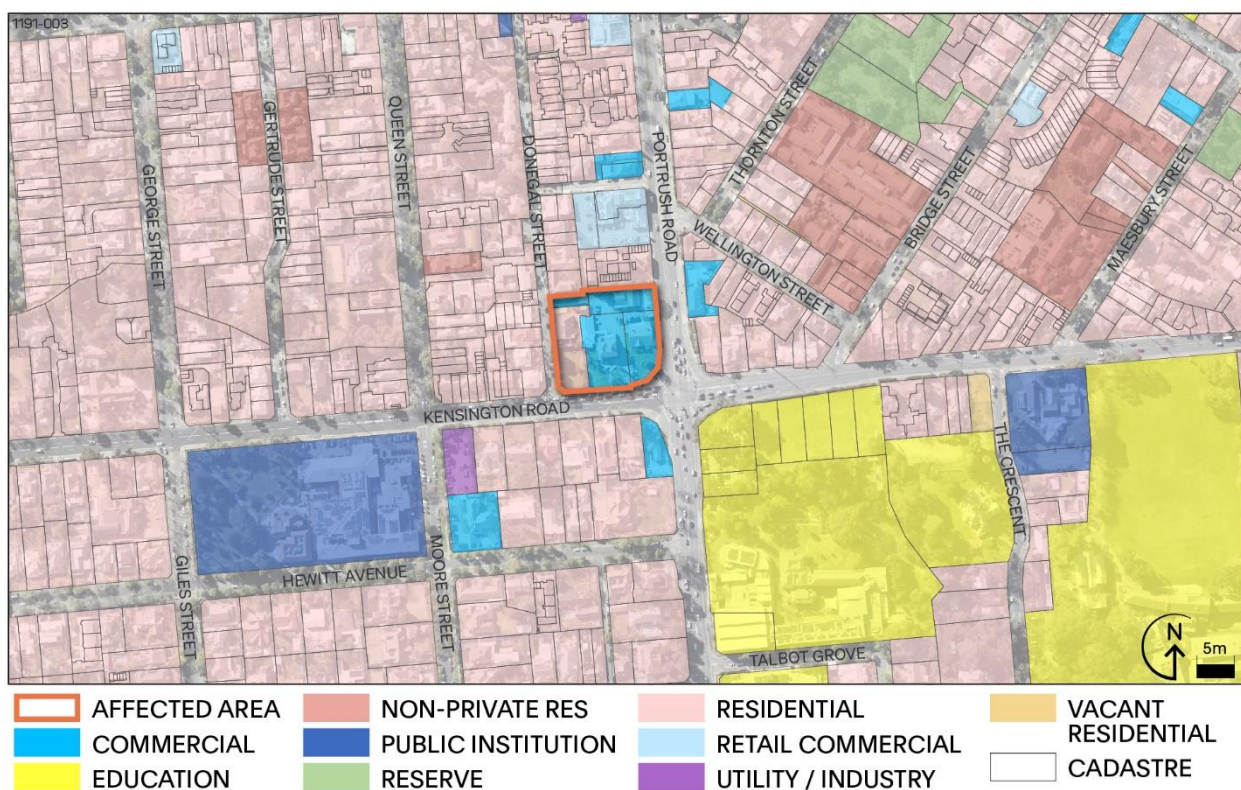 1191-003
GEORGE STREET
GERTRUDE STREET
QUEEN STREET
DONEGAL STREET
PORTRUSH ROAD
THORNTON STREET
WELLINGTON STREET
BRIDGE STREET
MAESBURY STREET
KENSINGTON ROAD
GILES STREET
HEWITT AVENUE
MOORE STREET
THE CRESCENT
TALBOT GROVE
N
5m
AFFECTED AREA
COMMERCIAL
EDUCATION
NON-PRIVATE RES
PUBLIC INSTITUTION
RESERVE
RESIDENTIAL
RETAIL COMMERCIAL
UTILITY / INDUSTRY
VACANT
RESIDENTIAL
CADASTRE